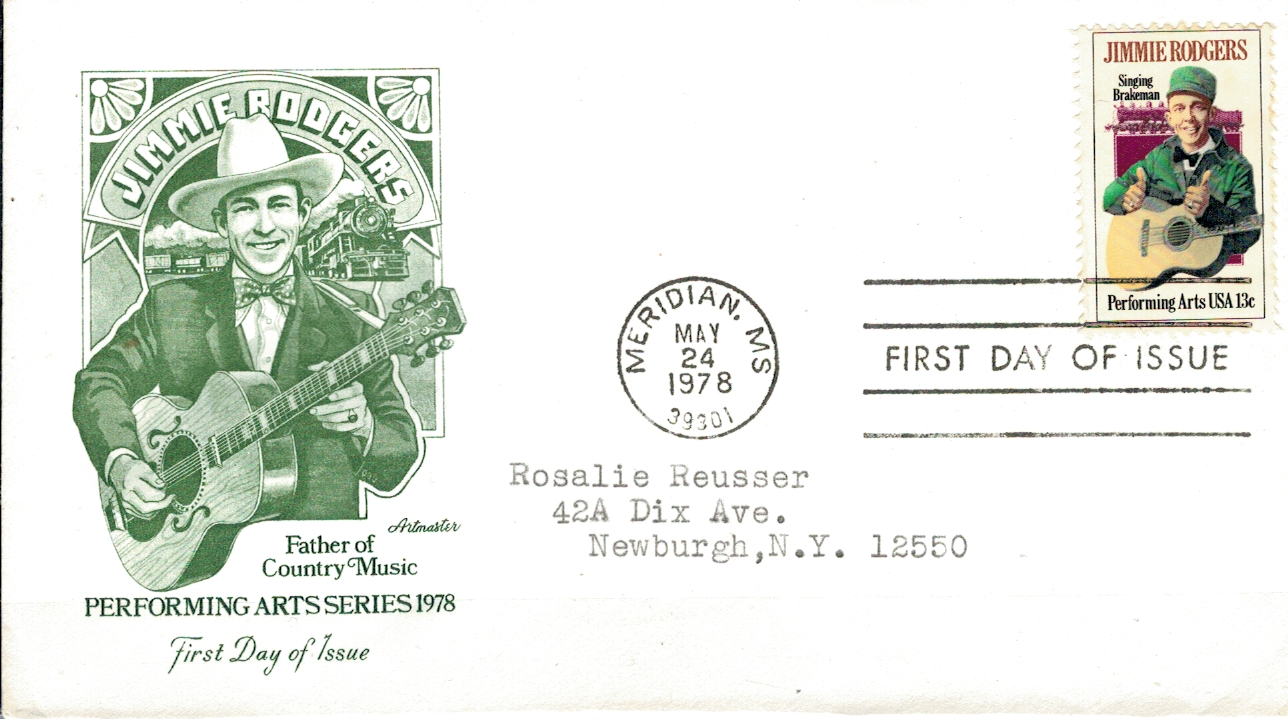 JIMMIE RODGERS
Artmaster
Father of
Country Music
PERFORMING ARTS SERIES 1978
First Day of Issue
MERIDIAN, MS
MAY
24
1978
39301
JIMMIE RODGERS
Singing
Brakeman
Performing Arts USA 13c
FIRST DAY OF ISSUE
Rosalie Reusser
42A Dix Ave.
Newburgh,N.Y. 12550